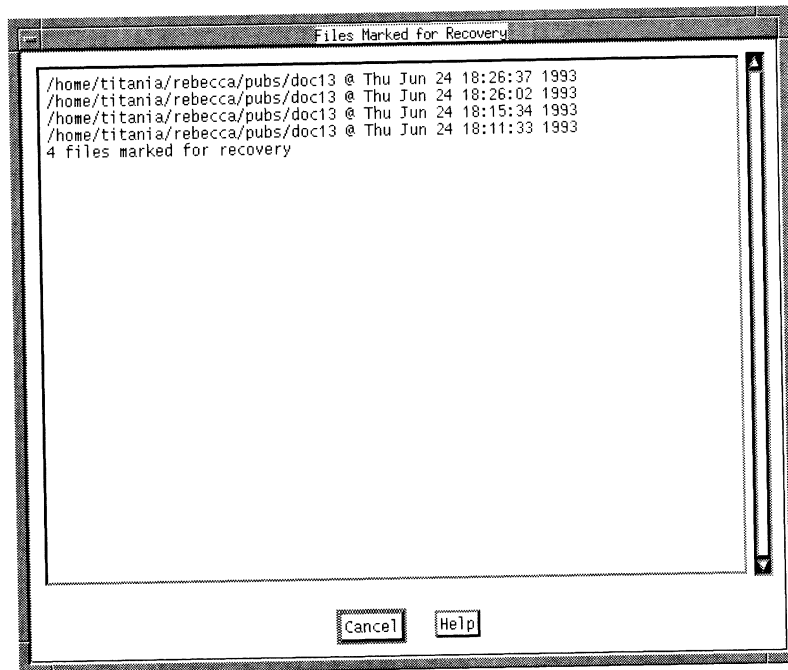 Files Marked for Recovery
/home/titania/rebecca/pubs/doc13 @ Thu Jun 24 18:26:37 1993
/home/titania/rebecca/pubs/doc13 @ Thu Jun 24 18:26:02 1993
/home/titania/rebecca/pubs/doc13 @ Thu Jun 24 18:15:34 1993
/home/titania/rebecca/pubs/doc13 @ Thu Jun 24 18:11:33 1993
4 files marked for recovery
Cancel Help